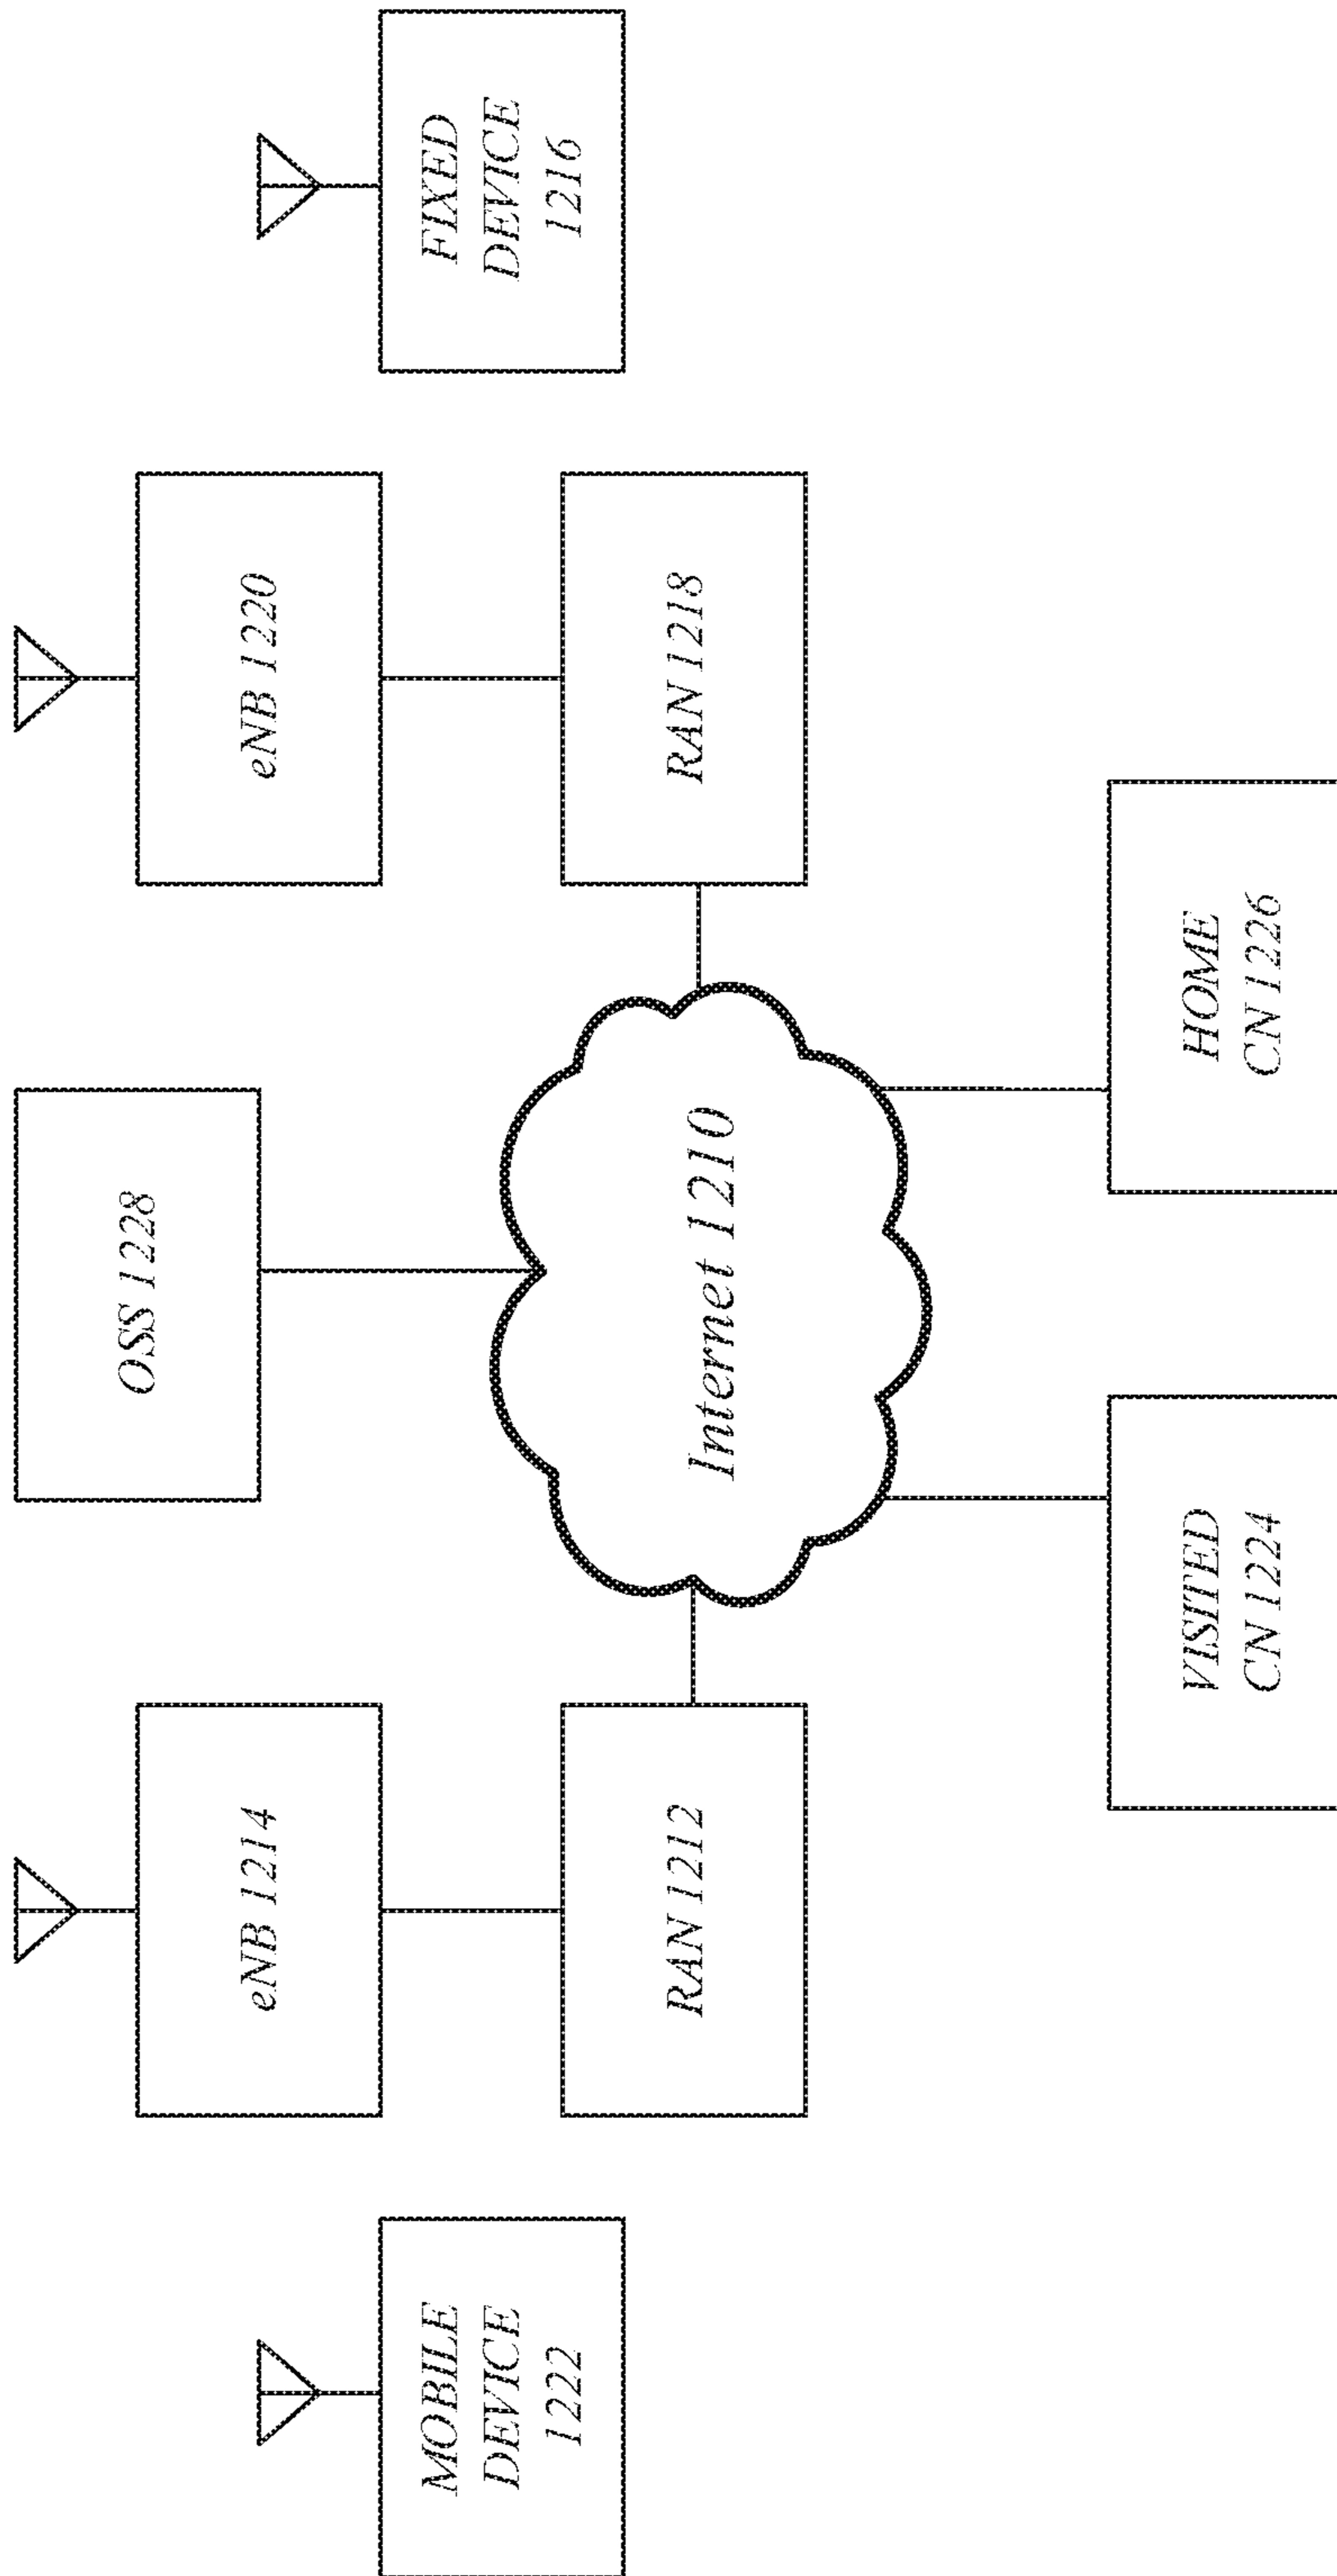 MOBILE
DEVICE
1222
eNB 1214
RAN 1212
OSS 1228
Internet 1210
VISITED
CN 1224
HOME
CN 1226
eNB 1220
RAN 1218
FIXED
DEVICE
1216